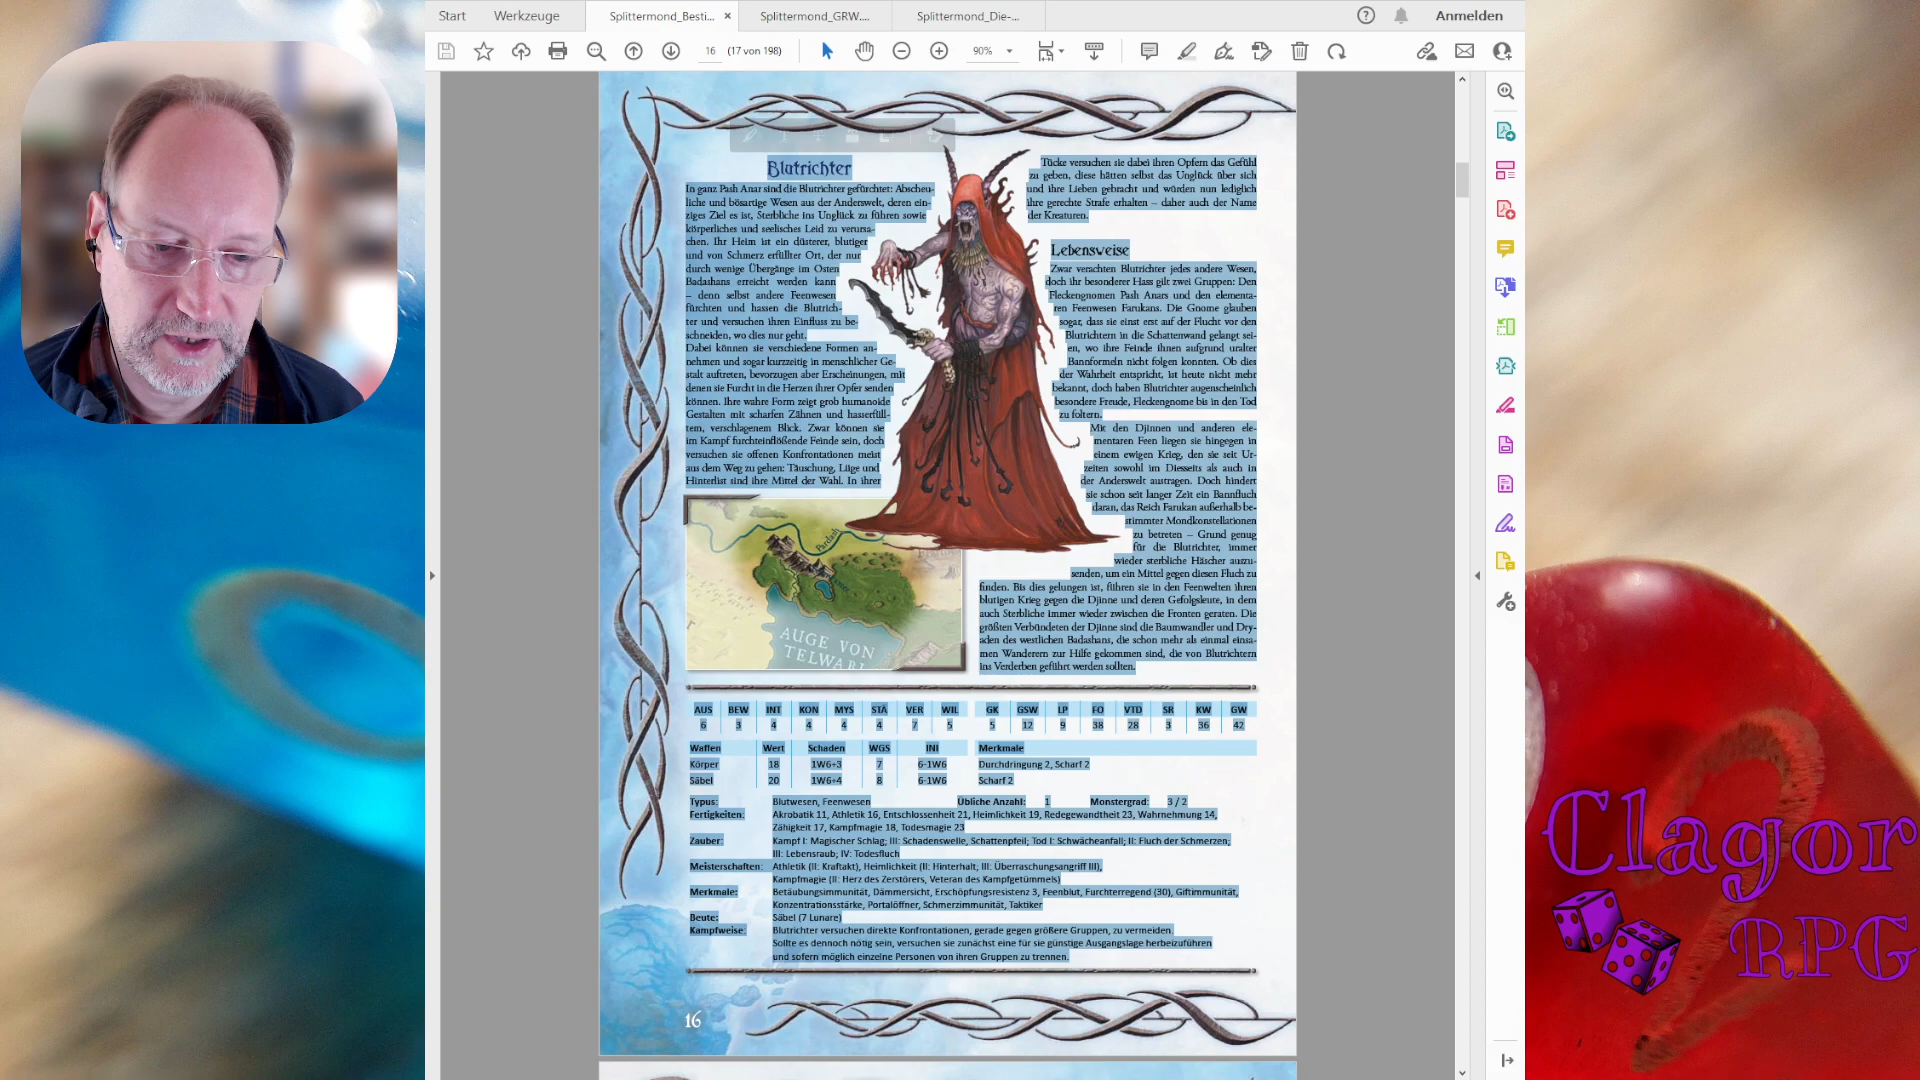 Start
Werkzeuge
Splittermond_Besti...
Splittermond_GRW....
Splittermond_Die-...
Anmelden
16
(17 von 198)
90%
Blutrichter
In ganz Pash Anar sind die Blutrichter gefürchtet: Abscheu-
liche und bösartige Wesen aus der Anderswelt, deren ein-
ziges Ziel es ist, Sterbliche ins Unglück zu führen sowie
körperliches und seelisches Leid zu verursa-
chen. Ihr Heim ist ein düsterer, blutiger
und von Schmerz erfüllter Ort, der nur
durch wenige Übergänge im Osten
Badashans erreicht werden kann
– denn selbst andere Feenwesen
fürchten und hassen die Blutrich-
ter und versuchen ihren Einfluss zu be-
schneiden, wo dies nur geht.
Dabei können sie verschiedene Formen an-
nehmen und sogar kurzzeitig in menschlicher Ge-
stalt auftreten, bevorzugen aber Erscheinungen, mit
denen sie Furcht in die Herzen ihrer Opfer senden
können. Ihre wahre Form zeigt grob humanoide
Gestalten mit scharfen Zähnen und hasserfüll-
tem, verschlagenem Blick. Zwar können sie
im Kampf furchteinflößende Feinde sein, doch
versuchen sie offenen Konfrontationen meist
aus dem Weg zu gehen: Täuschung, Lüge und
Hinterlist sind ihre Mittel der Wahl. In ihrer
Tücke versuchen sie dabei ihren Opfern das Gefühl
zu geben, diese hätten selbst das Unglück über sich
und ihre Lieben gebracht und würden nun lediglich
ihre gerechte Strafe erhalten – daher auch der Name
der Kreaturen.
Lebensweise
Zwar verachten Blutrichter jedes andere Wesen,
doch ihr besonderer Hass gilt zwei Gruppen: Den
Fleckengnomen Pash Anars und den elementa-
ren Feenwesen Farukans. Die Gnome glauben
sogar, dass sie einst erst auf der Flucht vor den
Blutrichtern in die Schattenwand gelangt sei-
en, wo ihre Feinde ihnen aufgrund uralter
Bannformeln nicht folgen konnten. Ob dies
der Wahrheit entspricht, ist heute nicht mehr
bekannt, doch haben Blutrichter augenscheinlich
besondere Freude, Fleckengnome bis in den Tod
zu foltern.
Mit den Djinnen und anderen ele-
mentaren Feen liegen sie hingegen in
einem ewigen Krieg, den sie seit Ur-
zeiten sowohl im Diesseits als auch in
der Anderswelt austragen. Doch hindert
sie schon seit langer Zeit ein Bannfluch
daran, das Reich Farukan außerhalb be-
stimmter Mondkonstellationen
zu betreten – Grund genug
für die Blutrichter, immer
wieder sterbliche Häscher auszu-
senden, um ein Mittel gegen diesen Fluch zu
finden. Bis dies gelungen ist, führen sie in den Feenwelten ihren
blutigen Krieg gegen die Djinne und deren Gefolgsleute, in dem
auch Sterbliche immer wieder zwischen die Fronten geraten. Die
größten Verbündeten der Djinne sind die Baumwandler und Dry-
aden des westlichen Badashans, die schon mehr als einmal einsa-
men Wanderern zur Hilfe gekommen sind, die von Blutrichtern
ins Verderben geführt werden sollten.
Pardash
AUGE VON
TELWARI
AUS BEW INT KON MYS STA VER WIL GK GSW LP FO VTD SR KW GW
6 3 4 4 4 4 7 5 5 12 9 38 28 3 36 42
Waffen Wert Schaden WGS INI Merkmale
Körper 18 1W6+3 7 6-1W6 Durchdringung 2, Scharf 2
Säbel 20 1W6+4 8 6-1W6 Scharf 2
Typus: Blutwesen, Feenwesen Übliche Anzahl: 1 Monstergrad: 3 / 2
Fertigkeiten: Akrobatik 11, Athletik 16, Entschlossenheit 21, Heimlichkeit 19, Redegewandtheit 23, Wahrnehmung 14,
Zähigkeit 17, Kampfmagie 18, Todesmagie 23
Zauber: Kampf I: Magischer Schlag; III: Schadenswelle, Schattenpfeil; Tod I: Schwächeanfall; II: Fluch der Schmerzen;
III: Lebensraub; IV: Todesfluch
Meisterschaften: Athletik (II: Kraftakt), Heimlichkeit (II: Hinterhalt; III: Überraschungsangriff III),
Kampfmagie (II: Herz des Zerstörers, Veteran des Kampfgetümmels)
Merkmale: Betäubungsimmunität, Dämmersicht, Erschöpfungsresistenz 3, Feenblut, Furchterregend (30), Giftimmunität,
Konzentrationsstärke, Portalöffner, Schmerzimmunität, Taktiker
Beute: Säbel (7 Lunare)
Kampfweise: Blutrichter versuchen direkte Konfrontationen, gerade gegen größere Gruppen, zu vermeiden.
Sollte es dennoch nötig sein, versuchen sie zunächst eine für sie günstige Ausgangslage herbeizuführen
und sofern möglich einzelne Personen von ihren Gruppen zu trennen.
16
Clagor
RPG